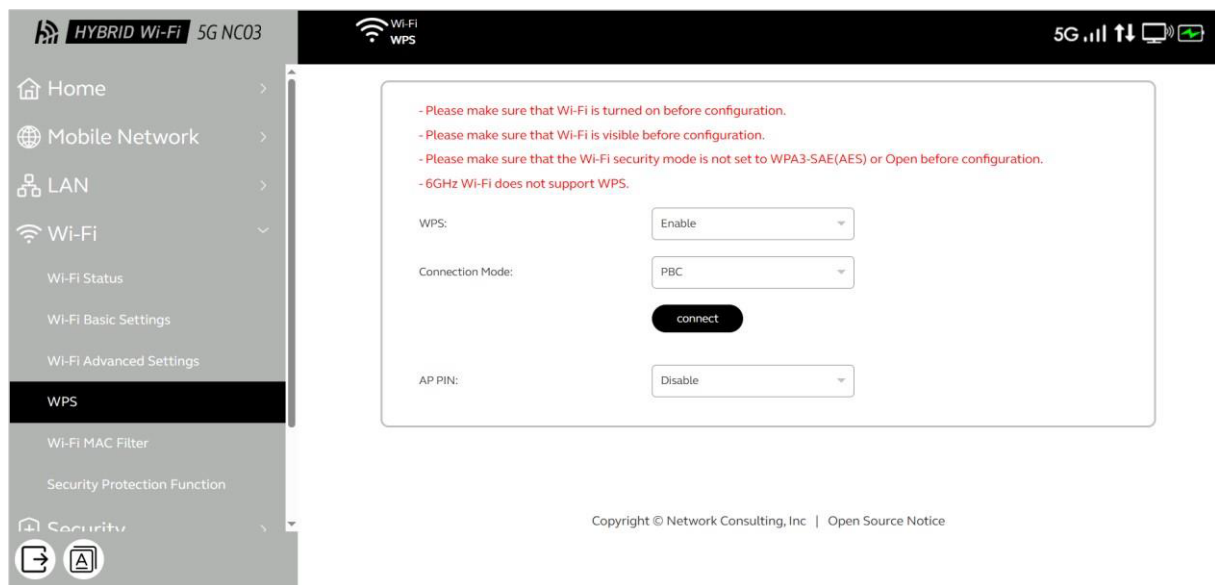 HYBRID Wi-Fi 5G NC03
Wi-Fi
WPS
5G
Home
Mobile Network
LAN
Wi-Fi
Wi-Fi Status
Wi-Fi Basic Settings
Wi-Fi Advanced Settings
WPS
Wi-Fi MAC Filter
Security Protection Function
Security
A
- Please make sure that Wi-Fi is turned on before configuration.
- Please make sure that Wi-Fi is visible before configuration.
- Please make sure that the Wi-Fi security mode is not set to WPA3-SAE(AES) or Open before configuration.
- 6GHz Wi-Fi does not support WPS.
WPS: Enable
Connection Mode: PBC
connect
AP PIN: Disable
Copyright © Network Consulting, Inc | Open Source Notice